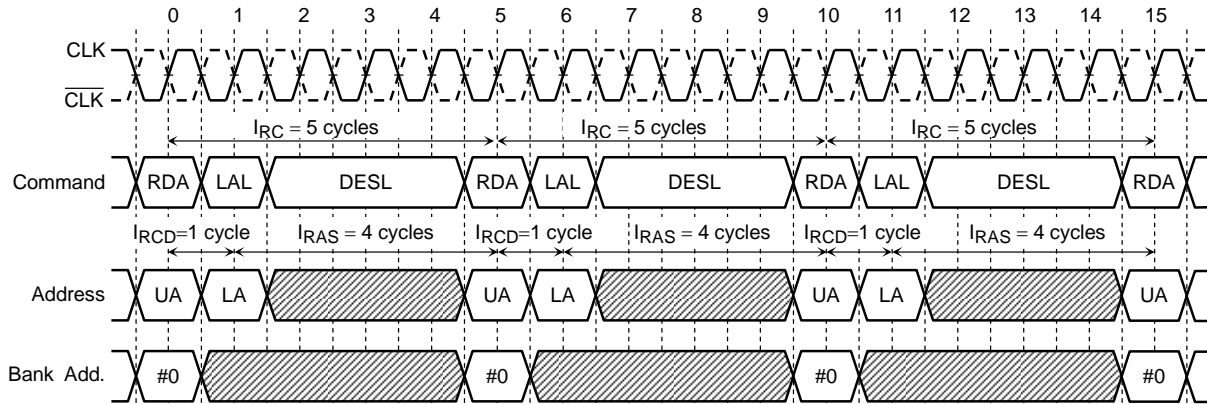 0 1 2 3 4 5 6 7 8 9 10 11 12 13 14 15
CLK
CLK
IRC = 5 cycles IRC = 5 cycles IRC = 5 cycles
Command RDA LAL DESL RDA LAL DESL RDA LAL DESL RDA
IRCD=1 cycle IRAS = 4 cycles IRCD=1 cycle IRAS = 4 cycles IRCD=1 cycle IRAS = 4 cycles
Address UA LA UA LA UA LA UA
Bank Add. #0 #0 #0 #0